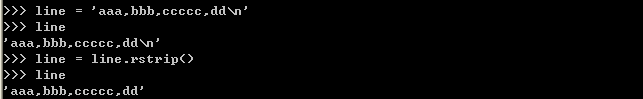 >>> line = 'aaa,bbb,ccccc,dd\n'
>>> line
'aaa,bbb,ccccc,dd\n'
>>> line = line.rstrip()
>>> line
'aaa,bbb,ccccc,dd'